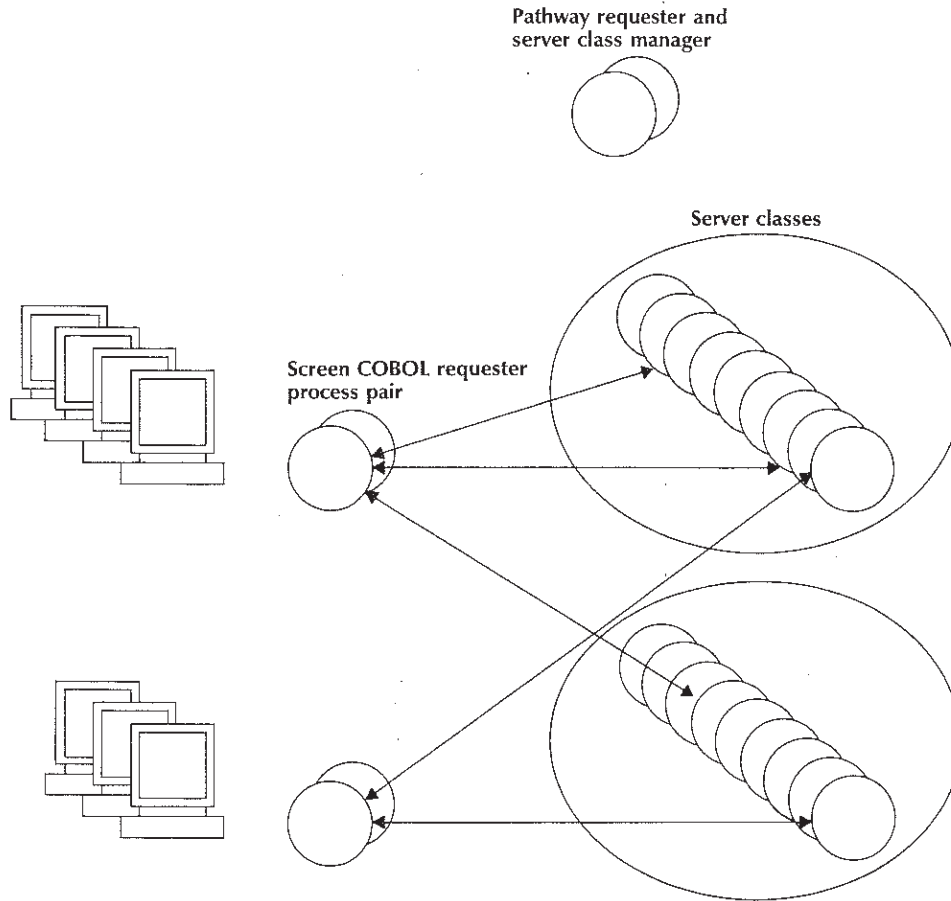 Pathway requester and
server class manager
Server classes
Screen COBOL requester
process pair